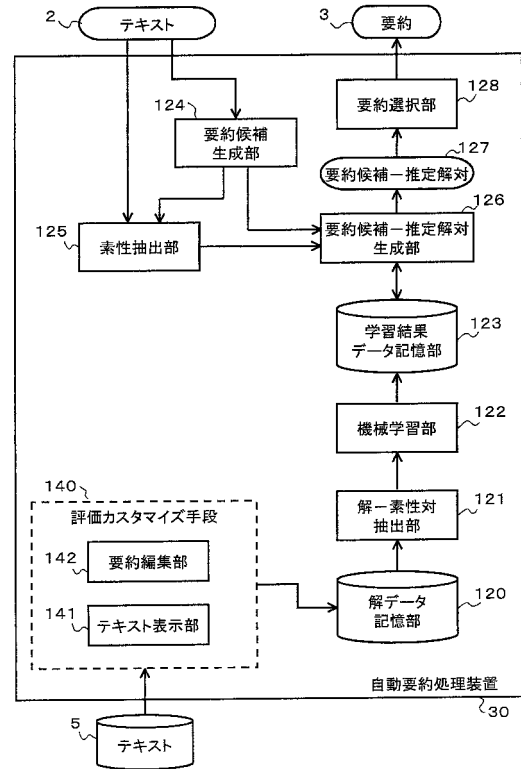 2
テキスト
3
要約
124
要約候補
生成部
128
要約選択部
127
要約候補－推定解対
125
素性抽出部
126
要約候補－推定解対
生成部
123
学習結果
データ記憶部
122
機械学習部
140
評価カスタマイズ手段
121
解－素性対
抽出部
142
要約編集部
141
テキスト表示部
120
解データ
記憶部
自動要約処理装置
30
5
テキスト